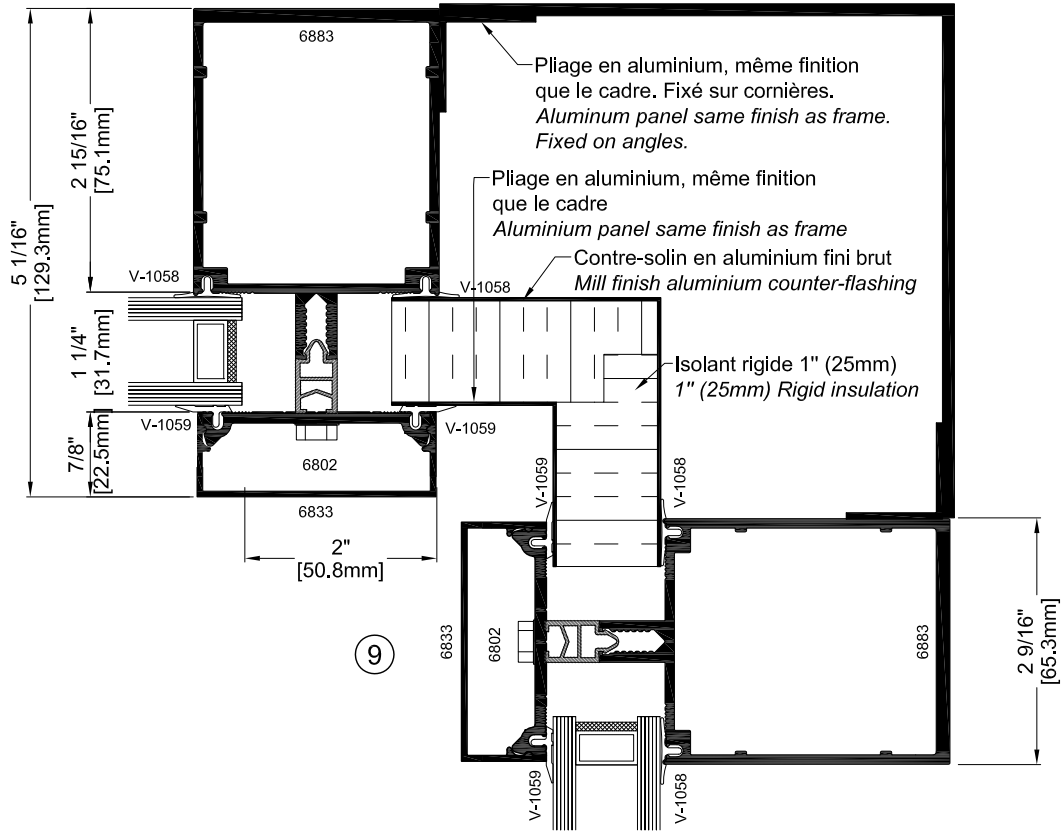 6883
Pliage en aluminium, même finition
que le cadre. Fixé sur cornières.
Aluminum panel same finish as frame.
Fixed on angles.
2 15/16"
[75.1mm]
5 1/16"
[129.3mm]
Pliage en aluminium, même finition
que le cadre
Aluminium panel same finish as frame
Contre-solin en aluminium fini brut
Mill finish aluminium counter-flashing
V-1058
V-1058
1 1/4"
[31.7mm]
Isolant rigide 1" (25mm)
1" (25mm) Rigid insulation
V-1059
V-1059
7/8"
[22.5mm]
6802
6833
V-1059
V-1058
2"
[50.8mm]
9
6833
6802
6883
2 9/16"
[65.3mm]
V-1059
V-1058